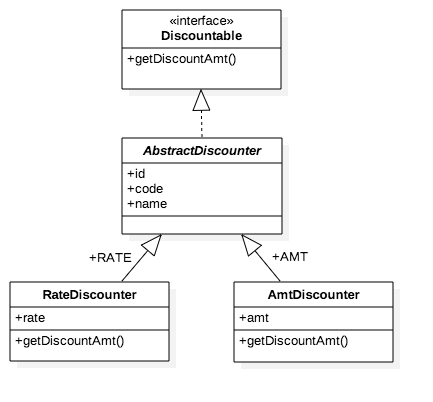 «interface»
Discountable
+getDiscountAmt()
AbstractDiscounter
+id
+code
+name
+RATE
+AMT
RateDiscounter
+rate
+getDiscountAmt()
AmtDiscounter
+amt
+getDiscountAmt()